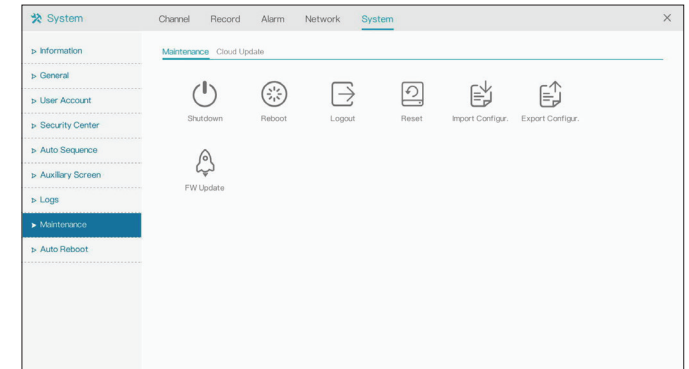 System
Channel Record Alarm Network System
Information
General
User Account
Security Center
Auto Sequence
Auxiliary Screen
Logs
Maintenance
Auto Reboot
Maintenance Cloud Update
Shutdown Reboot Logout Reset Import Configur. Export Configur.
FW Update